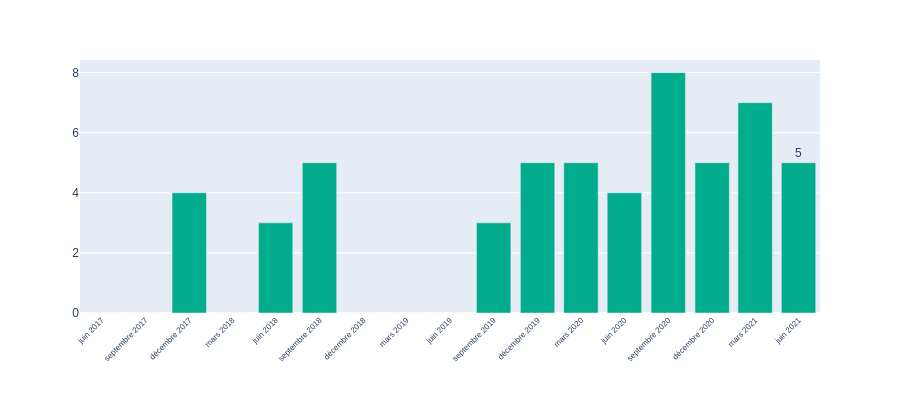 8
6
4
2
0
5
juin 2017
septembre 2017
décembre 2017
mars 2018
juin 2018
septembre 2018
décembre 2018
mars 2019
juin 2019
septembre 2019
décembre 2019
mars 2020
juin 2020
septembre 2020
décembre 2020
mars 2021
juin 2021